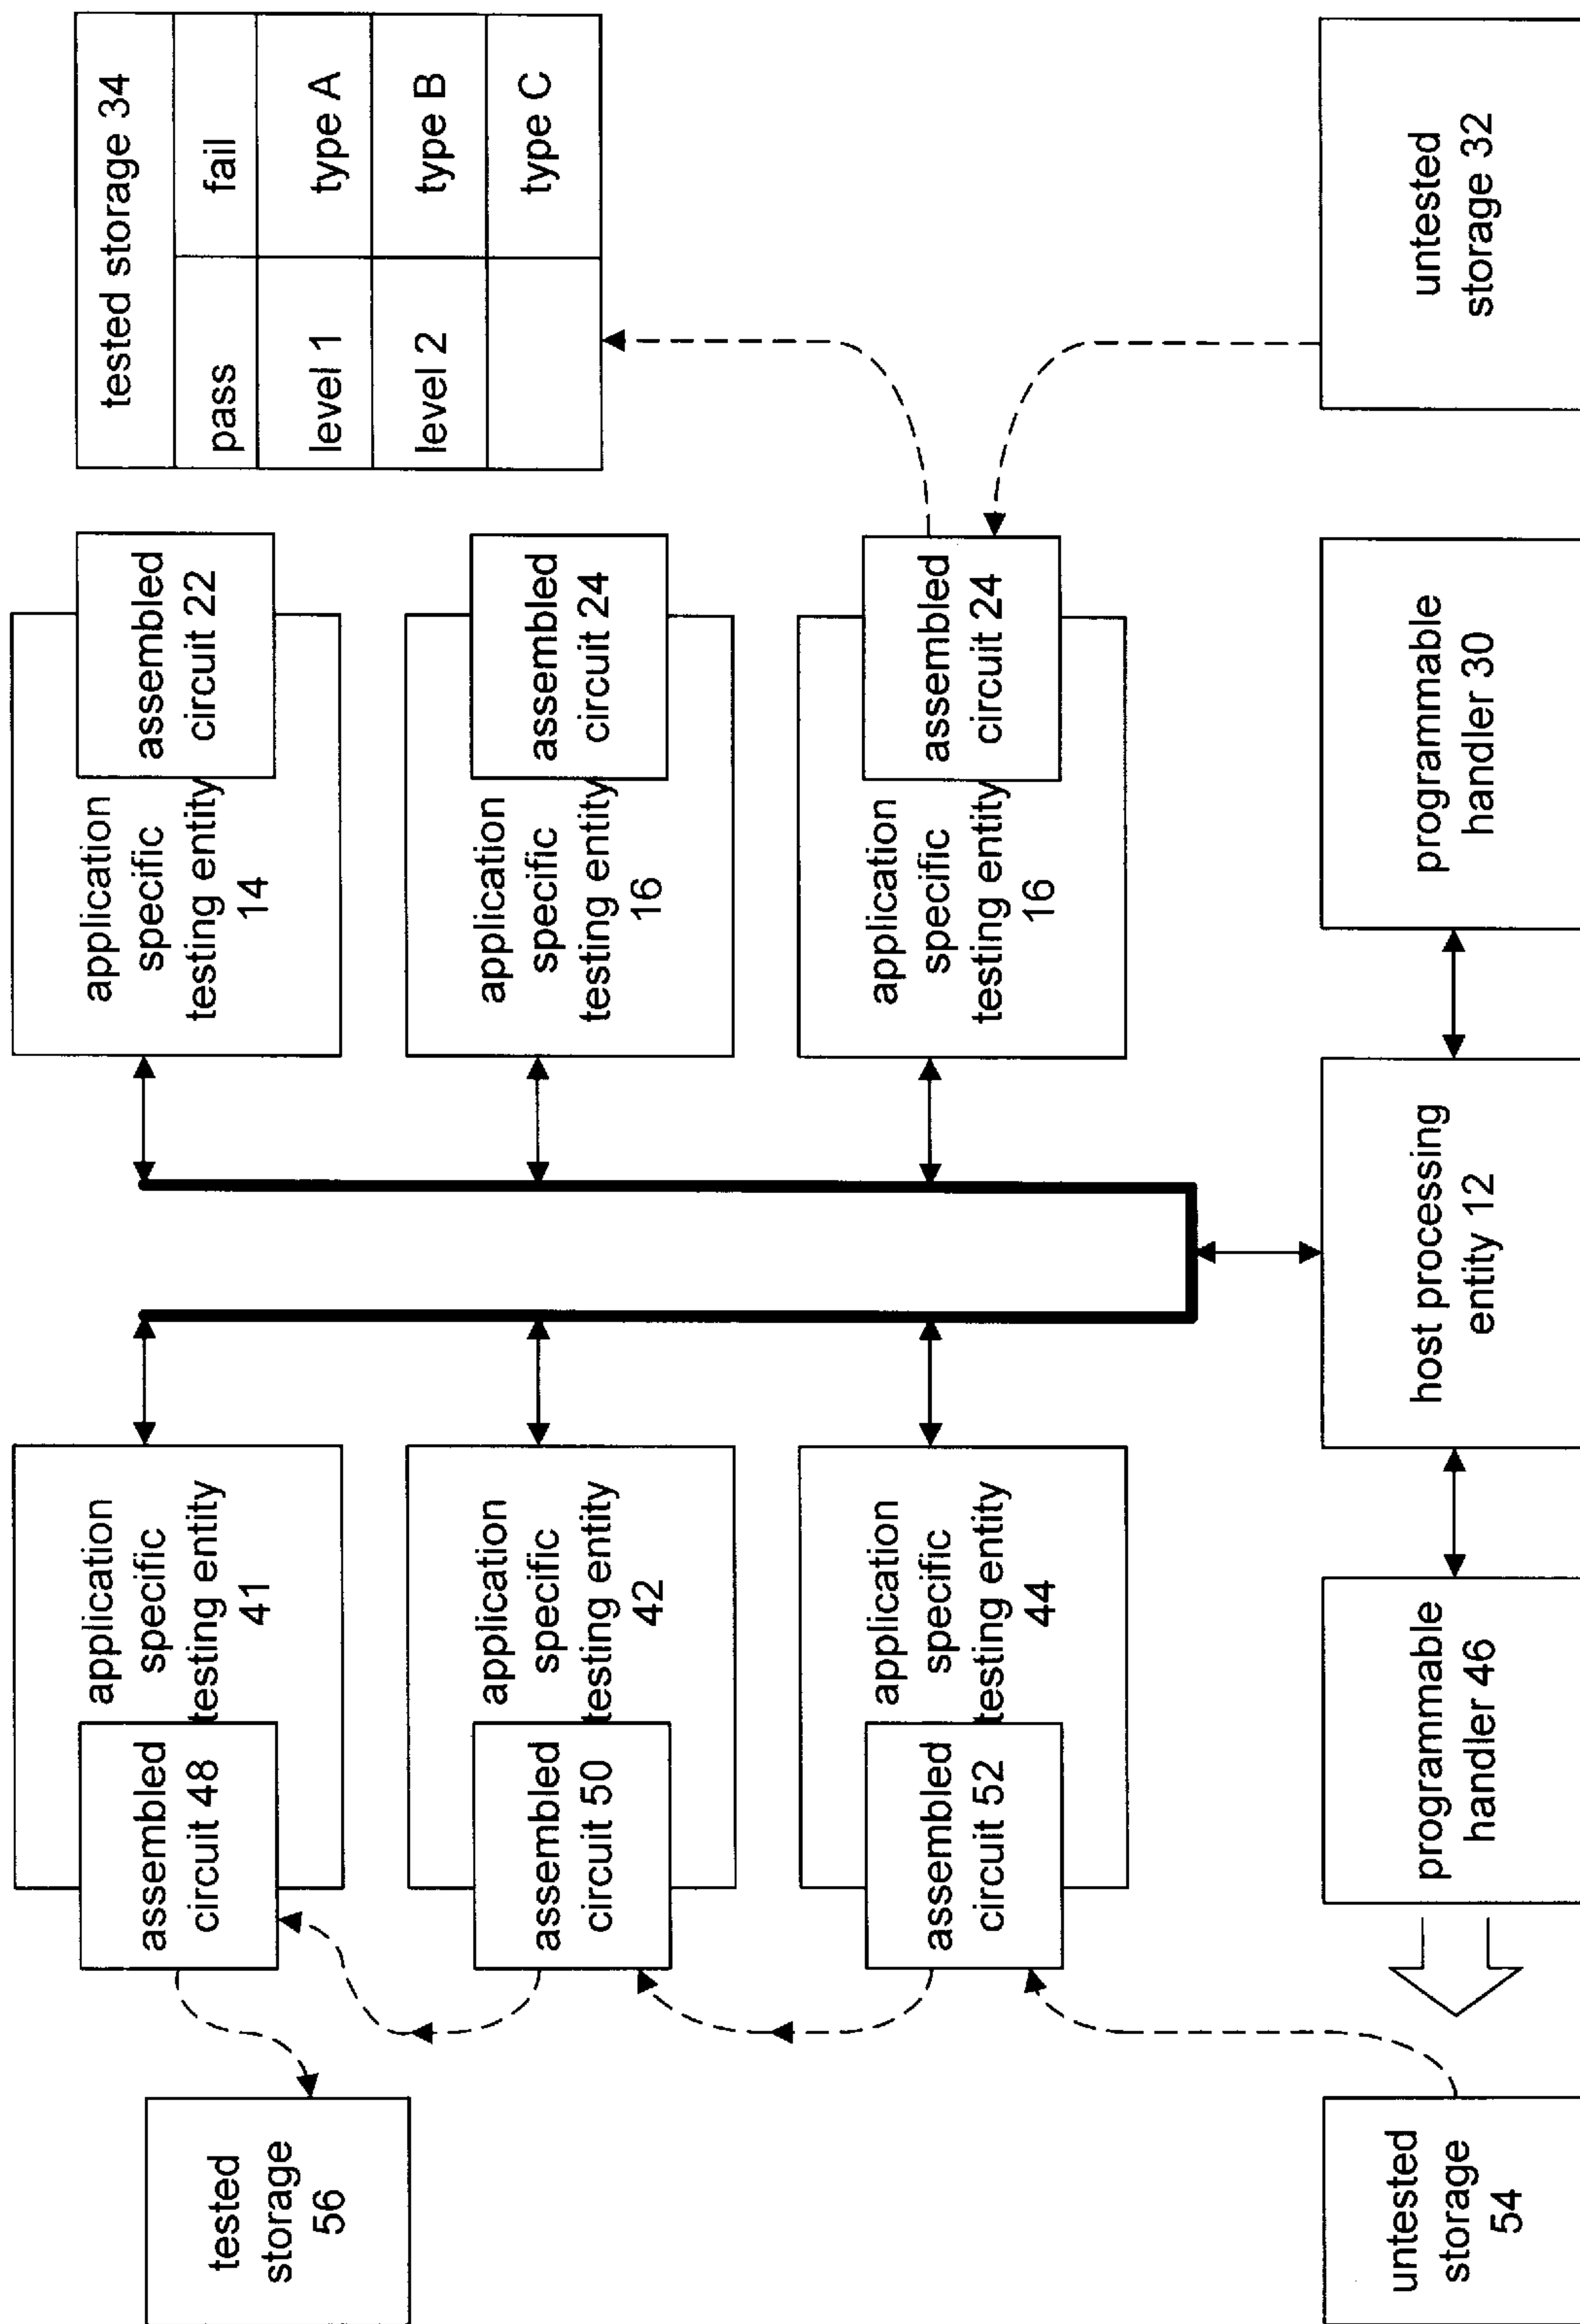 untested
storage
54
tested
storage
56
programmable
handler 46
assembled
circuit 52
application
specific
testing entity
44
assembled
circuit 50
application
specific
testing entity
42
assembled
circuit 48
application
specific
testing entity
41
host processing
entity 12
programmable
handler 30
application
specific
testing entity
16
assembled
circuit 24
application
specific
testing entity
16
assembled
circuit 24
application
specific
testing entity
14
assembled
circuit 22
untested
storage 32
tested storage 34
pass fail
level 1 type A
level 2 type B
type C